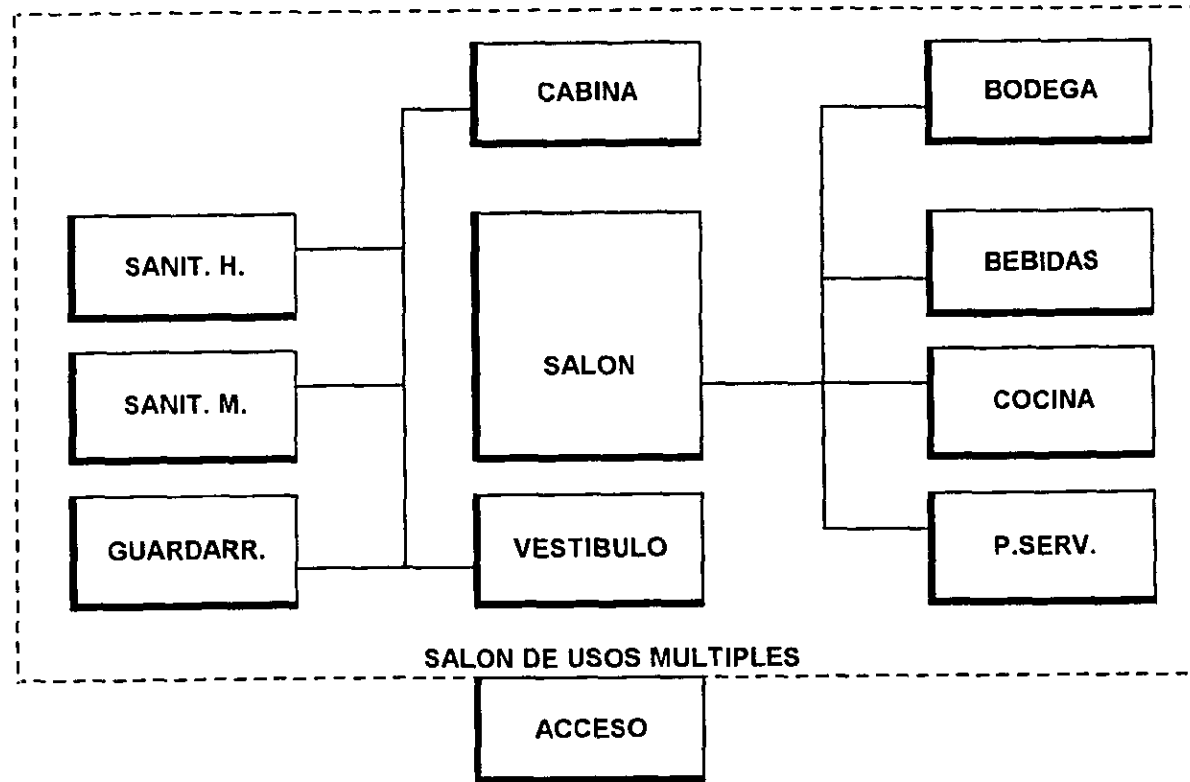 CABINA
BODEGA
SANIT. H.
BEBIDAS
SALON
SANIT. M.
COCINA
GUARDARR.
VESTIBULO
P.SERV.
SALON DE USOS MULTIPLES
ACCESO